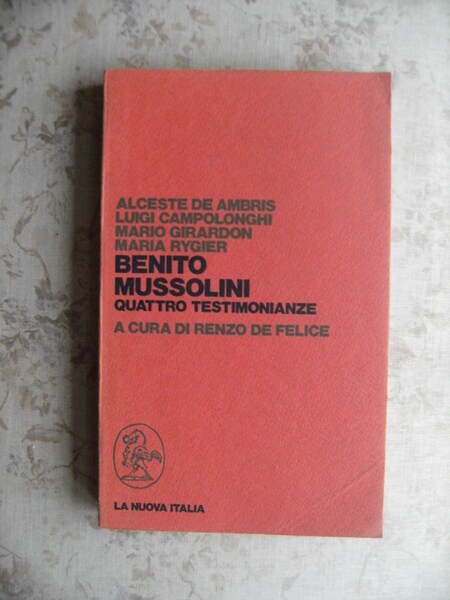 ALCESTE DE AMBRIS
LUIGI CAMPOLONGHI
MARIO GIRARDON
MARIA RYGIER
BENITO
MUSSOLINI
QUATTRO TESTIMONIANZE
A CURA DI RENZO DE FELICE
LA NUOVA ITALIA